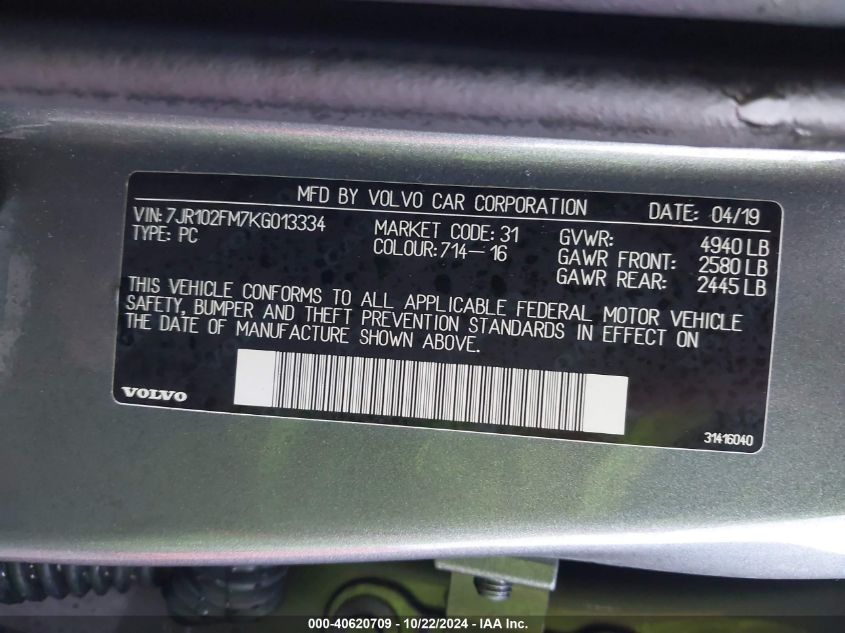 MFD BY VOLVO CAR CORPORATION DATE: 04/19
VIN: 7JR102FM7KG013334 MARKET CODE: 31 GVWR: 4940 LB
TYPE: PC COLOUR: 714-16 GAWR FRONT: 2580 LB
GAWR REAR: 2445 LB
THIS VEHICLE CONFORMS TO ALL APPLICABLE FEDERAL MOTOR VEHICLE
SAFETY, BUMPER AND THEFT PREVENTION STANDARDS IN EFFECT ON
THE DATE OF MANUFACTURE SHOWN ABOVE.
VOLVO
31416040
000-40620709 - 10/22/2024 - IAA Inc.